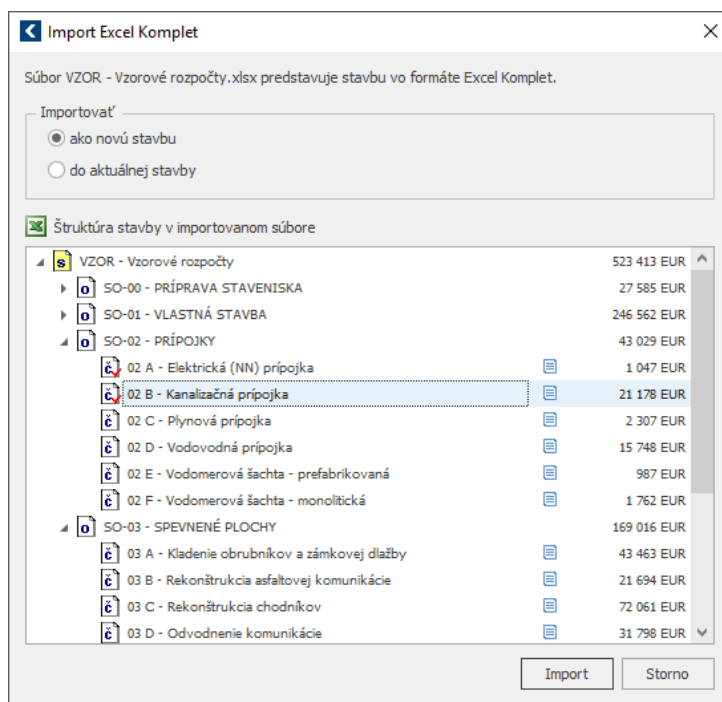 Import Excel Komplet
Súbor VZOR - Vzorové rozpočty.xlsx predstavuje stavbu vo formáte Excel Komplet.
Importovať
ako novú stavbu
do aktuálnej stavby
Štruktúra stavby v importovanom súbore
s VZOR - Vzorové rozpočty 523 413 EUR
o SO-00 - PRÍPRAVA STAVENISKA 27 585 EUR
o SO-01 - VLASTNÁ STAVBA 246 562 EUR
o SO-02 - PRÍPOJKY 43 029 EUR
č 02 A - Elektrická (NN) prípojka 1 047 EUR
č 02 B - Kanalizačná prípojka 21 178 EUR
č 02 C - Plynová prípojka 2 307 EUR
č 02 D - Vodovodná prípojka 15 748 EUR
č 02 E - Vodomerová šachta - prefabrikovaná 987 EUR
č 02 F - Vodomerová šachta - monolitická 1 762 EUR
o SO-03 - SPEVNENÉ PLOCHY 169 016 EUR
č 03 A - Kladenie obrubníkov a zámkovej dlažby 43 463 EUR
č 03 B - Rekonštrukcia asfaltovej komunikácie 21 694 EUR
č 03 C - Rekonštrukcia chodníkov 72 061 EUR
č 03 D - Odvodnenie komunikácie 31 798 EUR
Import Storno